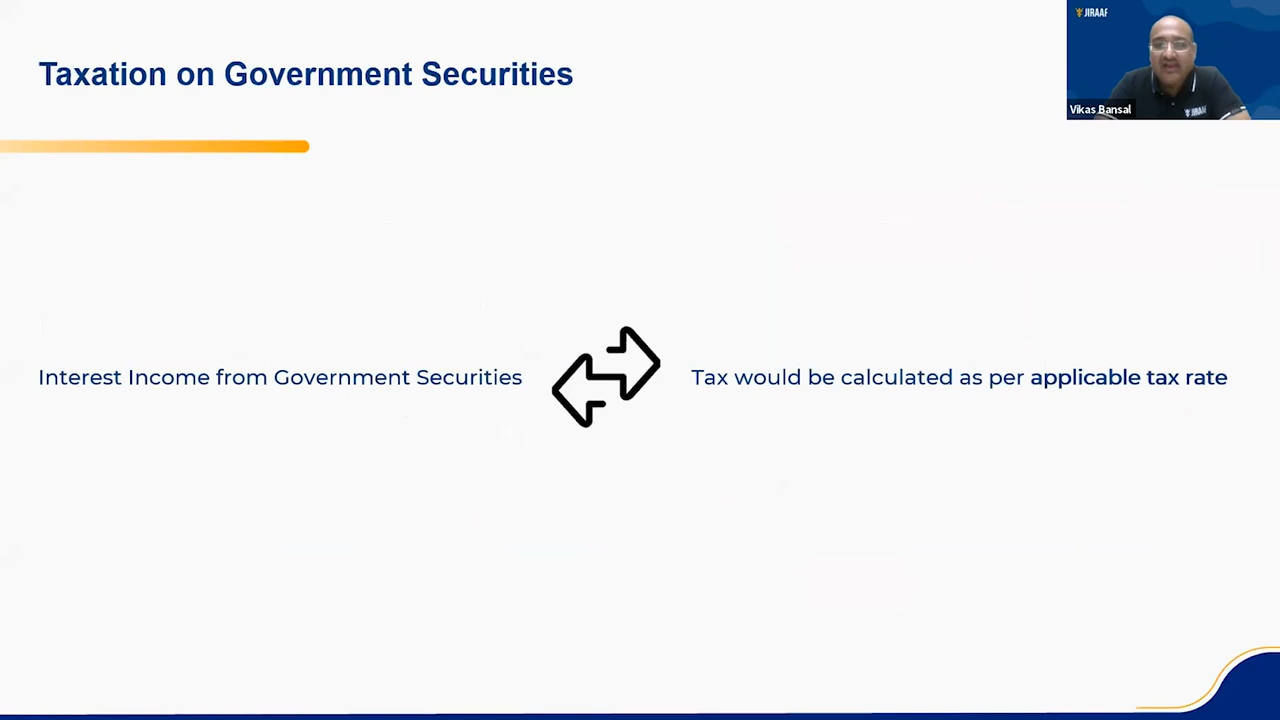 Taxation on Government Securities
JIRAAF
JIRAAF
Vikas Bansal
Interest Income from Government Securities
Tax would be calculated as per applicable tax rate